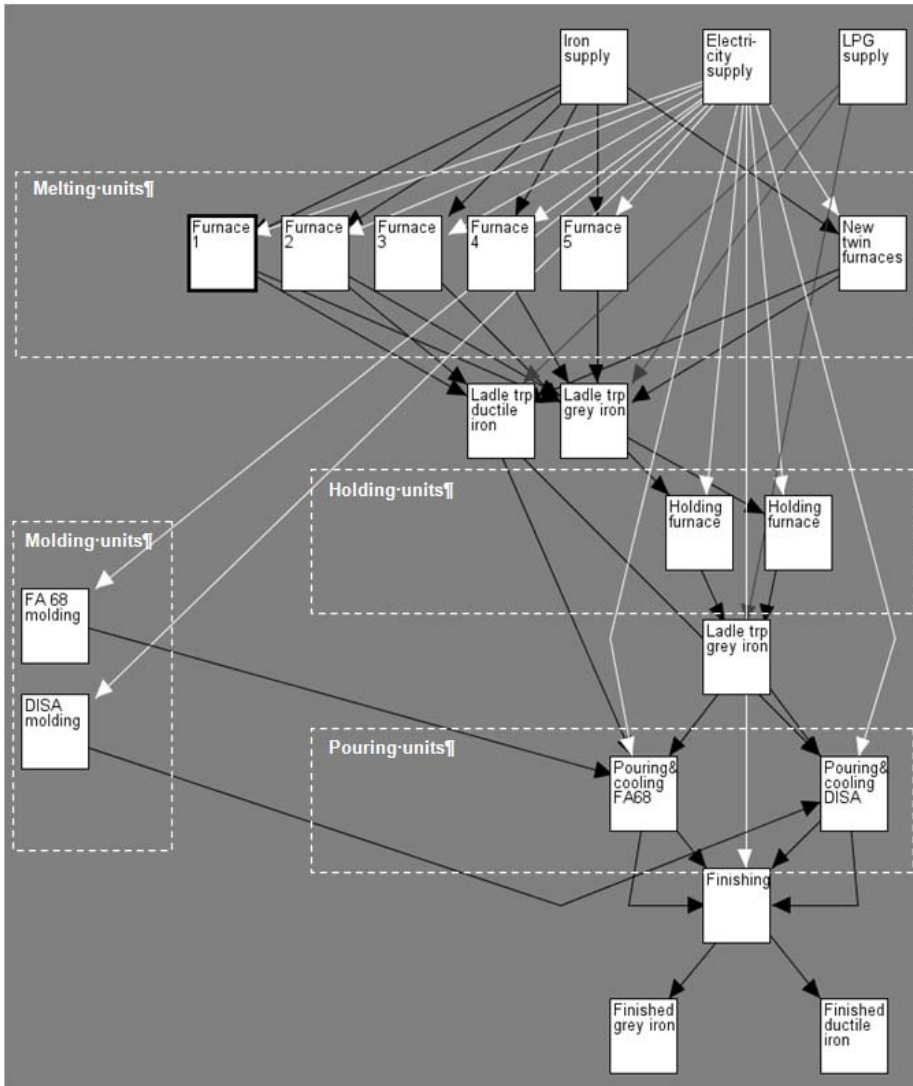 Iron
supply
Electri-
city
supply
LPG
supply
Melting·units¶
Furnace
1
Furnace
2
Furnace
3
Furnace
4
Furnace
5
New
twin
furnaces
Ladle trp
ductile
iron
Ladle trp
grey iron
Holding·units¶
Holding
furnace
Holding
furnace
Molding·units¶
FA 68
molding
Ladle trp
grey iron
DISA
molding
Pouring·units¶
Pouring&
cooling
FA68
Pouring&
cooling
DISA
Finishing
Finished
grey iron
Finished
ductile
iron